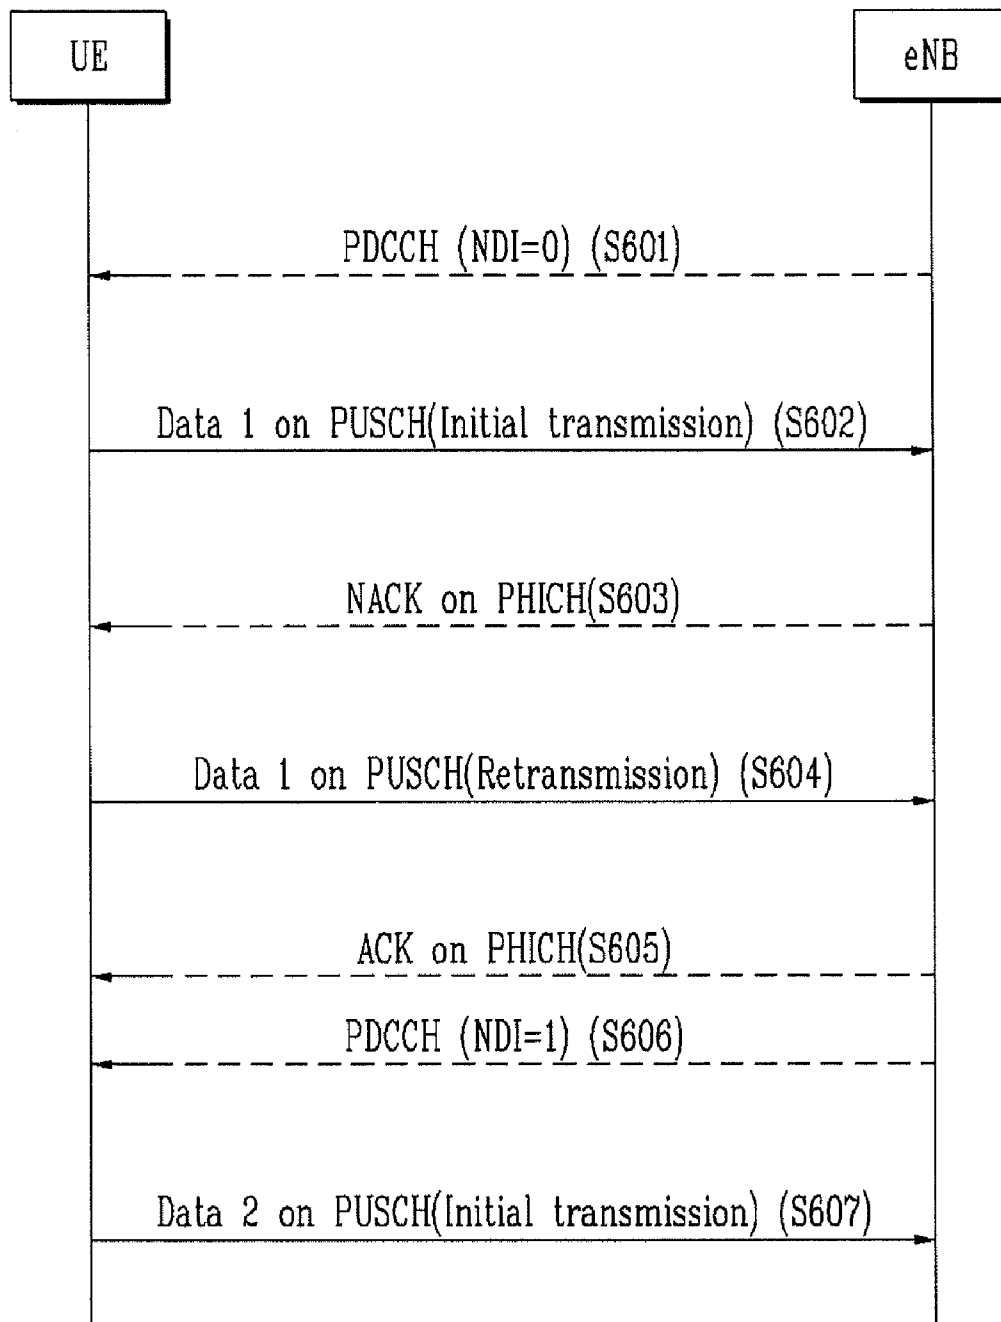 UE
eNB
PDCCH (NDI=0) (S601)
Data 1 on PUSCH(Initial transmission) (S602)
NACK on PHICH(S603)
Data 1 on PUSCH(Retransmission) (S604)
ACK on PHICH(S605)
PDCCH (NDI=1) (S606)
Data 2 on PUSCH(Initial transmission) (S607)